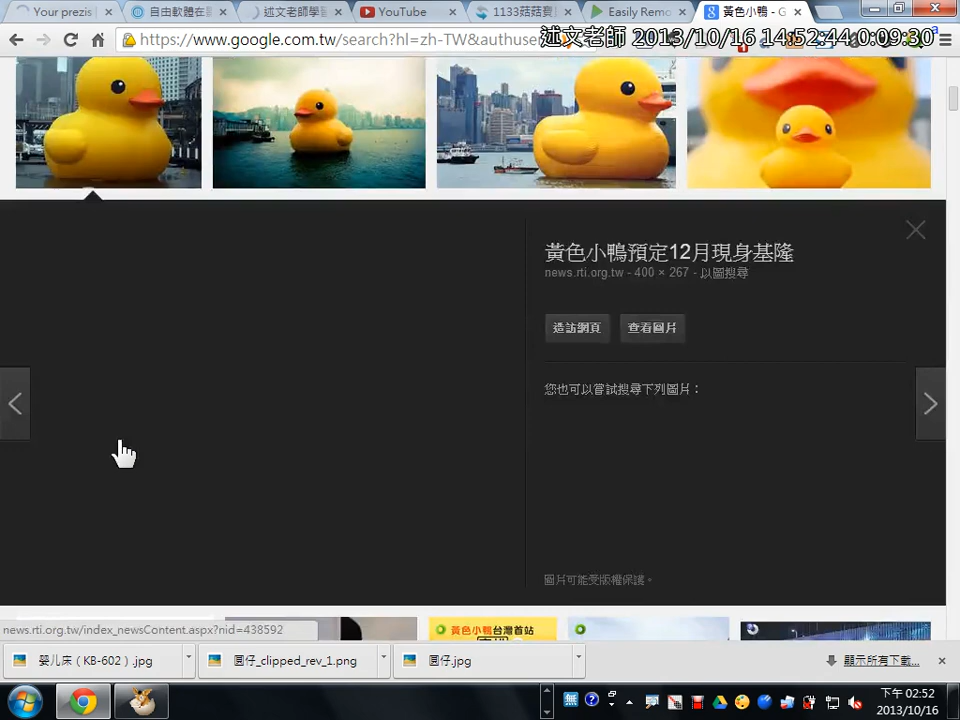 Your prezis
自由軟體在
述文老師學
YouTube
1133菇菇寶
Easily Remo
黃色小鴨 - G
https://www.google.com.tw/search?hl=zh-TW&authuse
述文老師 2013/10/16 14:52:44 0:09:30
黃色小鴨預定12月現身基隆
news.rti.org.tw - 400 × 267 - 以圖搜尋
造訪網頁
查看圖片
您也可以嘗試搜尋下列圖片：
圖片可能受版權保護。
黃色小鴨台灣首站
news.rti.org.tw/index_newsContent.aspx?nid=438592
嬰儿床（KB-602）.jpg
圓仔_clipped_rev_1.png
圓仔.jpg
顯示所有下載...
下午 02:52
2013/10/16